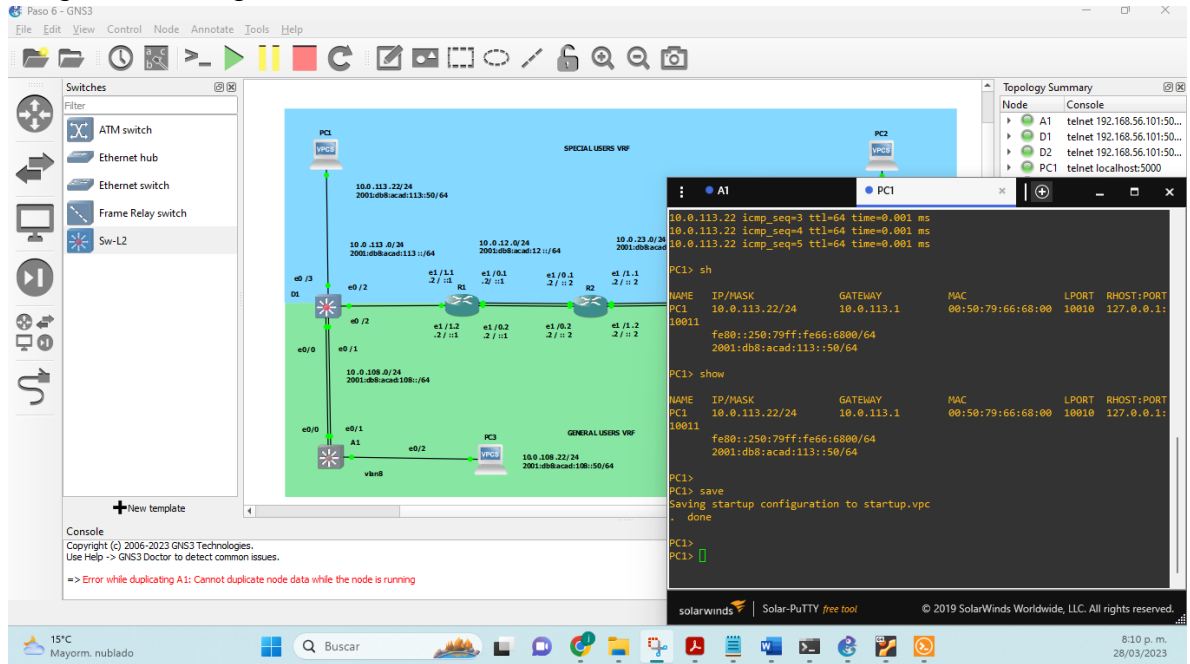 Paso 6 - GNS3
File Edit View Control Node Annotate Tools Help
Switches
Filter
ATM switch
Ethernet hub
Ethernet switch
Frame Relay switch
Sw-L2
New template
PC1
VPCS
SPECIAL USERS VRF
PC2
VPCS
10.0.113.22/24
2001:db8:acad:113::50/64
10.0.113.0/24
2001:db8:acad:113::/64
10.0.12.0/24
2001:db8:acad:12::/64
10.0.23.0/24
2001:db8:acad
e0/3
D1
e0/2
e1/1.1
.2/ ::1
R1
e1/0.1
.2/ ::1
e1/0.1
.2/ ::2
R2
e1/1.1
.2/ ::2
e0/2
e1/1.2
.2/ ::1
e1/0.2
.2/ ::1
e1/0.2
.2/ ::2
e1/1.2
.2/ ::2
e0/0
e0/1
10.0.108.0/24
2001:db8:acad:108::/64
e0/0
e0/1
A1
e0/2
vlan8
PC3
VPCS
GENERAL USERS VRF
10.0.108.22/24
2001:db8:acad:108::50/64
Topology Summary
Node Console
A1 telnet 192.168.56.101:50...
D1 telnet 192.168.56.101:50...
D2 telnet 192.168.56.101:50...
PC1 telnet localhost:5000
A1
PC1
10.0.113.22 icmp_seq=3 ttl=64 time=0.001 ms
10.0.113.22 icmp_seq=4 ttl=64 time=0.001 ms
10.0.113.22 icmp_seq=5 ttl=64 time=0.001 ms
PC1> sh
NAME IP/MASK GATEWAY MAC LPORT RHOST:PORT
PC1 10.0.113.22/24 10.0.113.1 00:50:79:66:68:00 10010 127.0.0.1:
10011
fe80::250:79ff:fe66:6800/64
2001:db8:acad:113::50/64
PC1> show
NAME IP/MASK GATEWAY MAC LPORT RHOST:PORT
PC1 10.0.113.22/24 10.0.113.1 00:50:79:66:68:00 10010 127.0.0.1:
10011
fe80::250:79ff:fe66:6800/64
2001:db8:acad:113::50/64
PC1>
PC1> save
Saving startup configuration to startup.vpc
. done
PC1>
PC1>
solarwinds Solar-PuTTY free tool © 2019 SolarWinds Worldwide, LLC. All rights reserved.
Console
Copyright (c) 2006-2023 GNS3 Technologies.
Use Help -> GNS3 Doctor to detect common issues.
=> Error while duplicating A1: Cannot duplicate node data while the node is running
15°C
Mayorm. nublado
Buscar
8:10 p. m.
28/03/2023